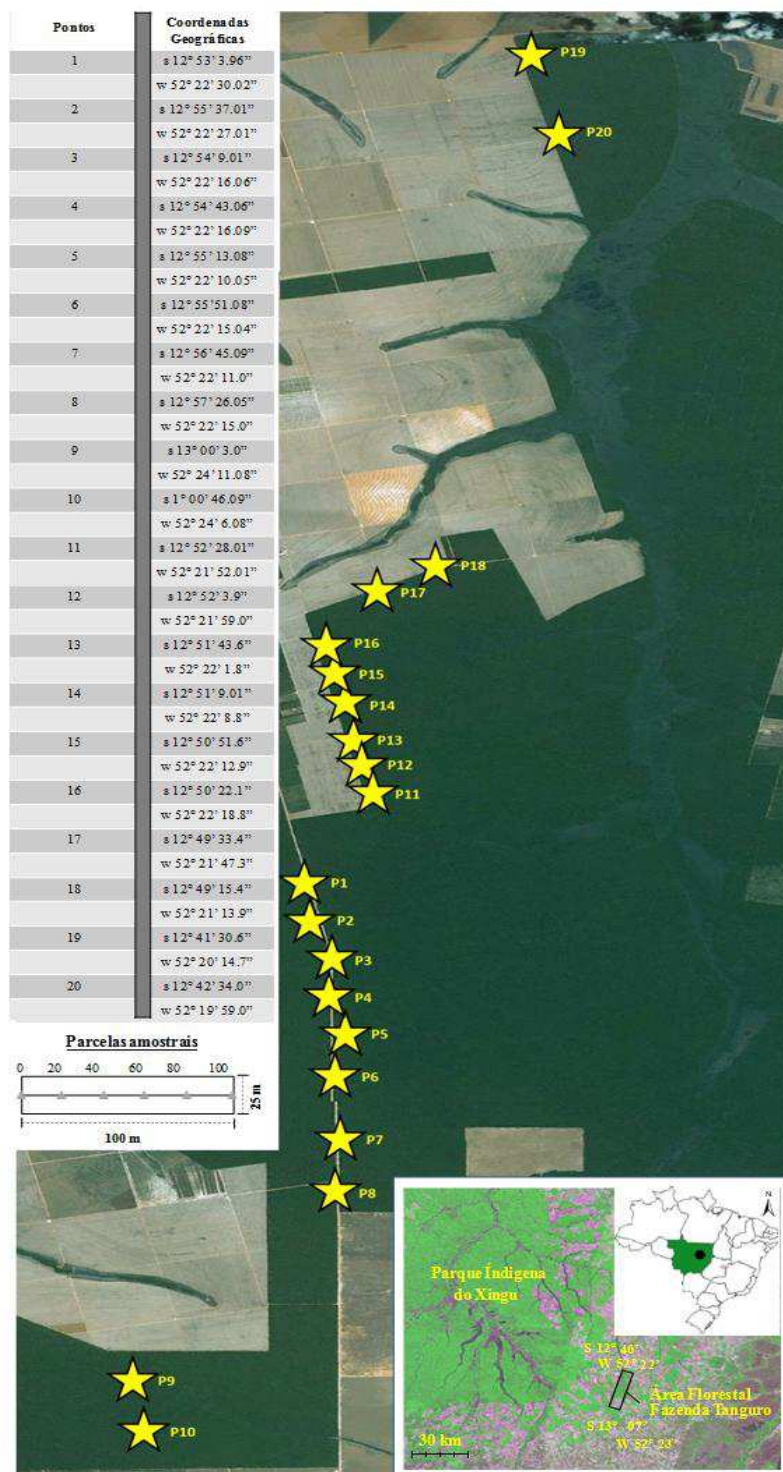 Pontos Coordenadas
Geográficas
1 s 12° 53’ 3.96”
w 52° 22’ 30.02”
2 s 12° 55’ 37.01”
w 52° 22’ 27.01”
3 s 12° 54’ 9.01”
w 52° 22’ 16.06”
4 s 12° 54’ 43.06”
w 52° 22’ 16.09”
5 s 12° 55’ 13.08”
w 52° 22’ 10.05”
6 s 12° 55’ 51.08”
w 52° 22’ 15.04”
7 s 12° 56’ 45.09”
w 52° 22’ 11.0”
8 s 12° 57’ 26.05”
w 52° 22’ 15.0”
9 s 13° 00’ 3.0”
w 52° 24’ 11.08”
10 s 1° 00’ 46.09”
w 52° 24’ 6.08”
11 s 12° 52’ 28.01”
w 52° 21’ 52.01”
12 s 12° 52’ 3.9”
w 52° 21’ 59.0”
13 s 12° 51’ 43.6”
w 52° 22’ 1.8”
14 s 12° 51’ 9.01”
w 52° 22’ 8.8”
15 s 12° 50’ 51.6”
w 52° 22’ 12.9”
16 s 12° 50’ 22.1”
w 52° 22’ 18.8”
17 s 12° 49’ 33.4”
w 52° 21’ 47.3”
18 s 12° 49’ 15.4”
w 52° 21’ 13.9”
19 s 12° 41’ 30.6”
w 52° 20’ 14.7”
20 s 12° 42’ 34.0”
w 52° 19’ 59.0”
Parcelas amostrais
0 20 40 60 80 100
25 m
100 m
P19
P20
P18
P17
P16
P15
P14
P13
P12
P11
P1
P2
P3
P4
P5
P6
P7
P8
P9
P10
N
Parque Índigena
do Xingu
S 12° 46’
W 52° 22’
Área Florestal
Fazenda Tanguro
S 13° 07’
W 52° 23’
30 km